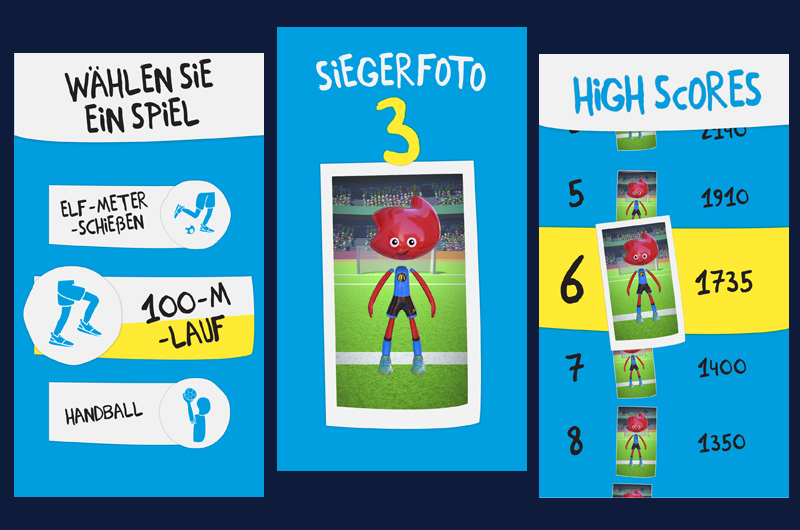 WÄHLEN SiE
EiN SPiEL
ELF-METER
-SCHiEßEN
100-M
-LAUF
HANDBALL
SiEGERFOTO
3
HiGH SCORES
2140
5 1910
6 1735
7 1400
8 1350